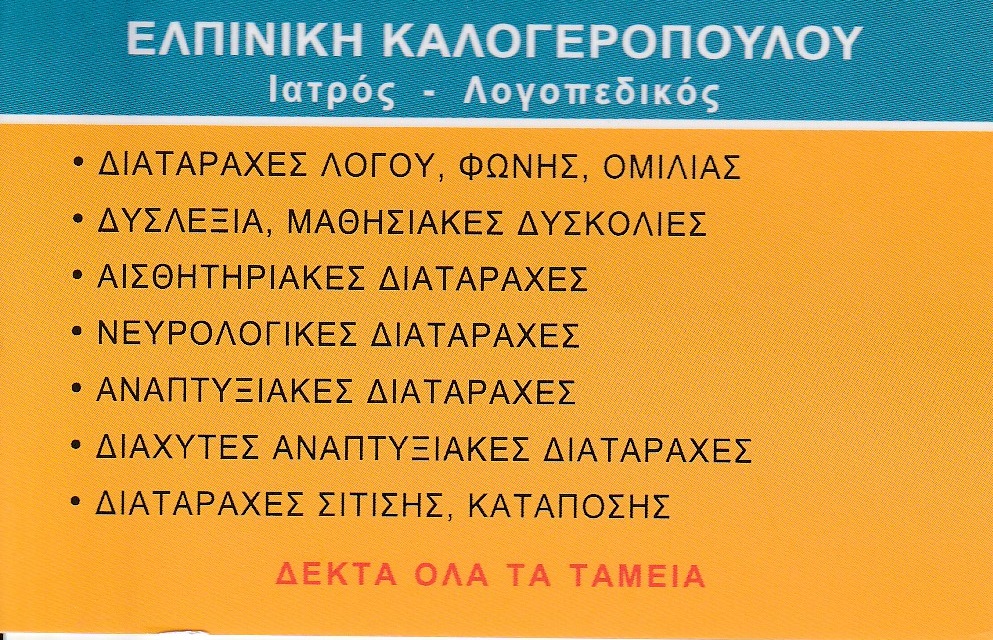 ΕΛΠΙΝΙΚΗ ΚΑΛΟΓΕΡΟΠΟΥΛΟΥ
Ιατρός - Λογοπεδικός
• ΔΙΑΤΑΡΑΧΕΣ ΛΟΓΟΥ, ΦΩΝΗΣ, ΟΜΙΛΙΑΣ
• ΔΥΣΛΕΞΙΑ, ΜΑΘΗΣΙΑΚΕΣ ΔΥΣΚΟΛΙΕΣ
• ΑΙΣΘΗΤΗΡΙΑΚΕΣ ΔΙΑΤΑΡΑΧΕΣ
• ΝΕΥΡΟΛΟΓΙΚΕΣ ΔΙΑΤΑΡΑΧΕΣ
• ΑΝΑΠΤΥΞΙΑΚΕΣ ΔΙΑΤΑΡΑΧΕΣ
• ΔΙΑΧΥΤΕΣ ΑΝΑΠΤΥΞΙΑΚΕΣ ΔΙΑΤΑΡΑΧΕΣ
• ΔΙΑΤΑΡΑΧΕΣ ΣΙΤΙΣΗΣ, ΚΑΤΑΠΟΣΗΣ
ΔΕΚΤΑ ΟΛΑ ΤΑ ΤΑΜΕΙΑ